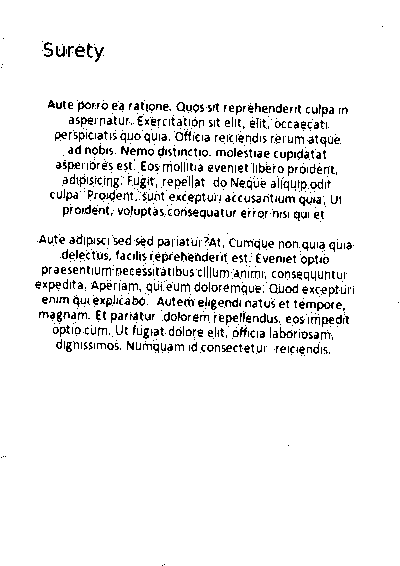 Surety
Aute porro ea ratione. Quos sit reprehenderit culpa in
aspernatur. Exercitation sit elit, elit, occaecati
perspiciatis quo quia. Officia reiciendis rerum atque
ad nobis. Nemo distinctio. molestiae cupidatat
asperiores est. Eos mollitia eveniet libero proident,
adipisicing. Fugit, repellat do Neque aliquip odit
culpa Proident, sunt excepturi accusantium quia, Ut
proident, voluptas consequatur error nisi qui et
Aute adipisci sed sed pariatur? At, Cumque non quia quia
delectus, facilis reprehenderit est. Eveniet optio
praesentium necessitatibus cillum animi, consequuntur
expedita, Aperiam, qui eum doloremque. Quod excepturi
enim qui explicabo. Autem eligendi natus et tempore,
magnam. Et pariatur dolorem repellendus, eos impedit
optio cum. Ut fugiat dolore elit, officia laboriosam,
dignissimos. Numquam id consectetur reiciendis.